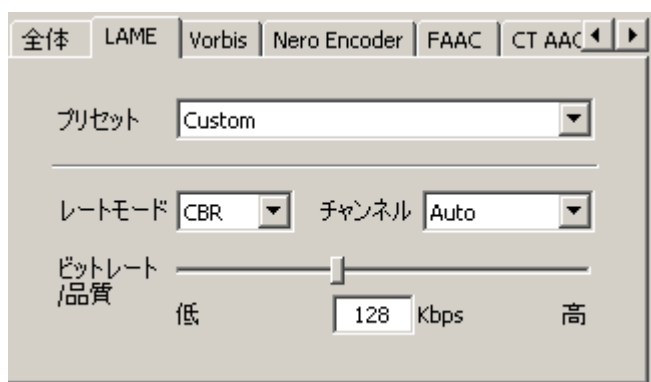 全体 LAME Vorbis Nero Encoder FAAC CT AAC
プリセット Custom
レートモード CBR チャンネル Auto
ビットレート
/品質
低 128 Kbps 高